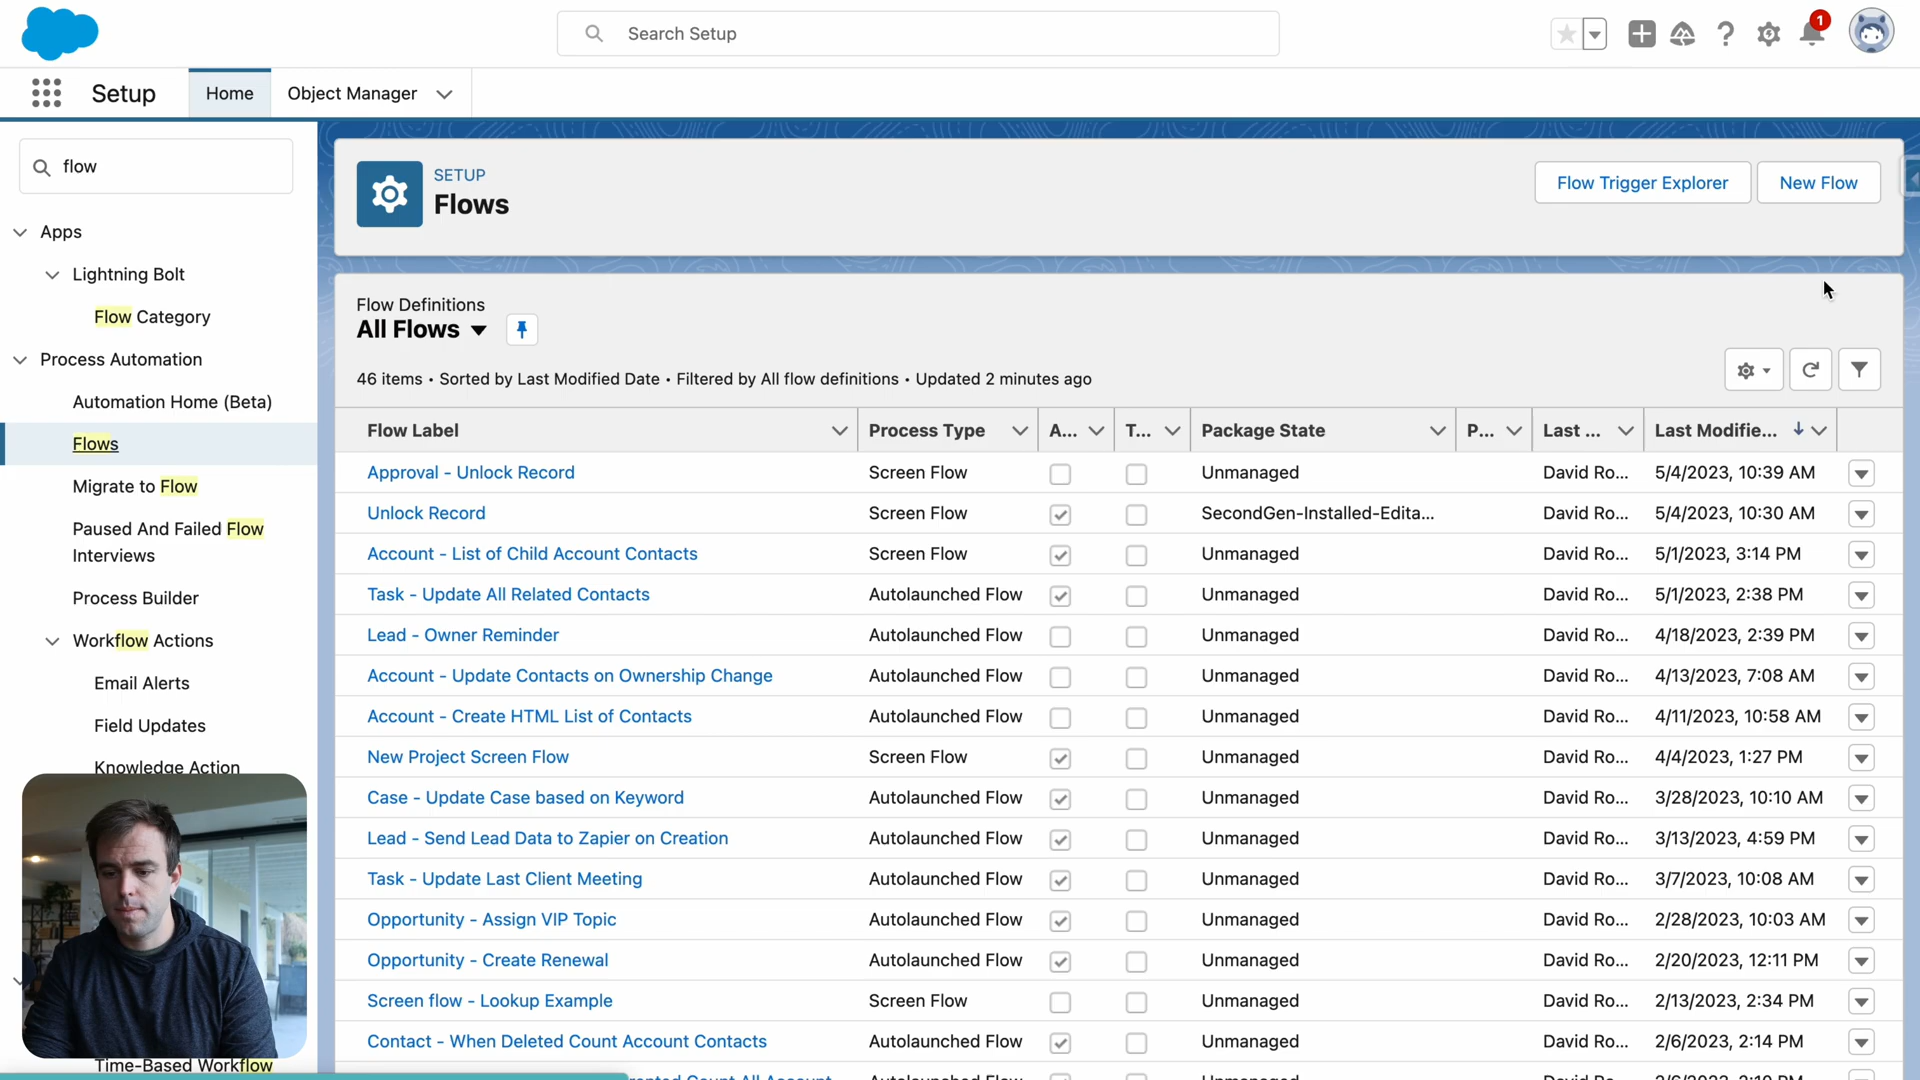 Search Setup
1
Setup
Home
Object Manager
flow
Apps
Lightning Bolt
Flow Category
Process Automation
Automation Home (Beta)
Flows
Migrate to Flow
Paused And Failed Flow
Interviews
Process Builder
Workflow Actions
Email Alerts
Field Updates
Knowledge Action
Time-Based Workflow
SETUP
Flows
Flow Trigger Explorer
New Flow
Flow Definitions
All Flows
46 items • Sorted by Last Modified Date • Filtered by All flow definitions • Updated 2 minutes ago
Flow Label Process Type A... T... Package State P... Last ... Last Modifie...
Approval - Unlock Record Screen Flow Unmanaged David Ro... 5/4/2023, 10:39 AM
Unlock Record Screen Flow SecondGen-Installed-Edita... David Ro... 5/4/2023, 10:30 AM
Account - List of Child Account Contacts Screen Flow Unmanaged David Ro... 5/1/2023, 3:14 PM
Task - Update All Related Contacts Autolaunched Flow Unmanaged David Ro... 5/1/2023, 2:38 PM
Lead - Owner Reminder Autolaunched Flow Unmanaged David Ro... 4/18/2023, 2:39 PM
Account - Update Contacts on Ownership Change Autolaunched Flow Unmanaged David Ro... 4/13/2023, 7:08 AM
Account - Create HTML List of Contacts Autolaunched Flow Unmanaged David Ro... 4/11/2023, 10:58 AM
New Project Screen Flow Screen Flow Unmanaged David Ro... 4/4/2023, 1:27 PM
Case - Update Case based on Keyword Autolaunched Flow Unmanaged David Ro... 3/28/2023, 10:10 AM
Lead - Send Lead Data to Zapier on Creation Autolaunched Flow Unmanaged David Ro... 3/13/2023, 4:59 PM
Task - Update Last Client Meeting Autolaunched Flow Unmanaged David Ro... 3/7/2023, 10:08 AM
Opportunity - Assign VIP Topic Autolaunched Flow Unmanaged David Ro... 2/28/2023, 10:03 AM
Opportunity - Create Renewal Autolaunched Flow Unmanaged David Ro... 2/20/2023, 12:11 PM
Screen flow - Lookup Example Screen Flow Unmanaged David Ro... 2/13/2023, 2:34 PM
Contact - When Deleted Count Account Contacts Autolaunched Flow Unmanaged David Ro... 2/6/2023, 2:14 PM